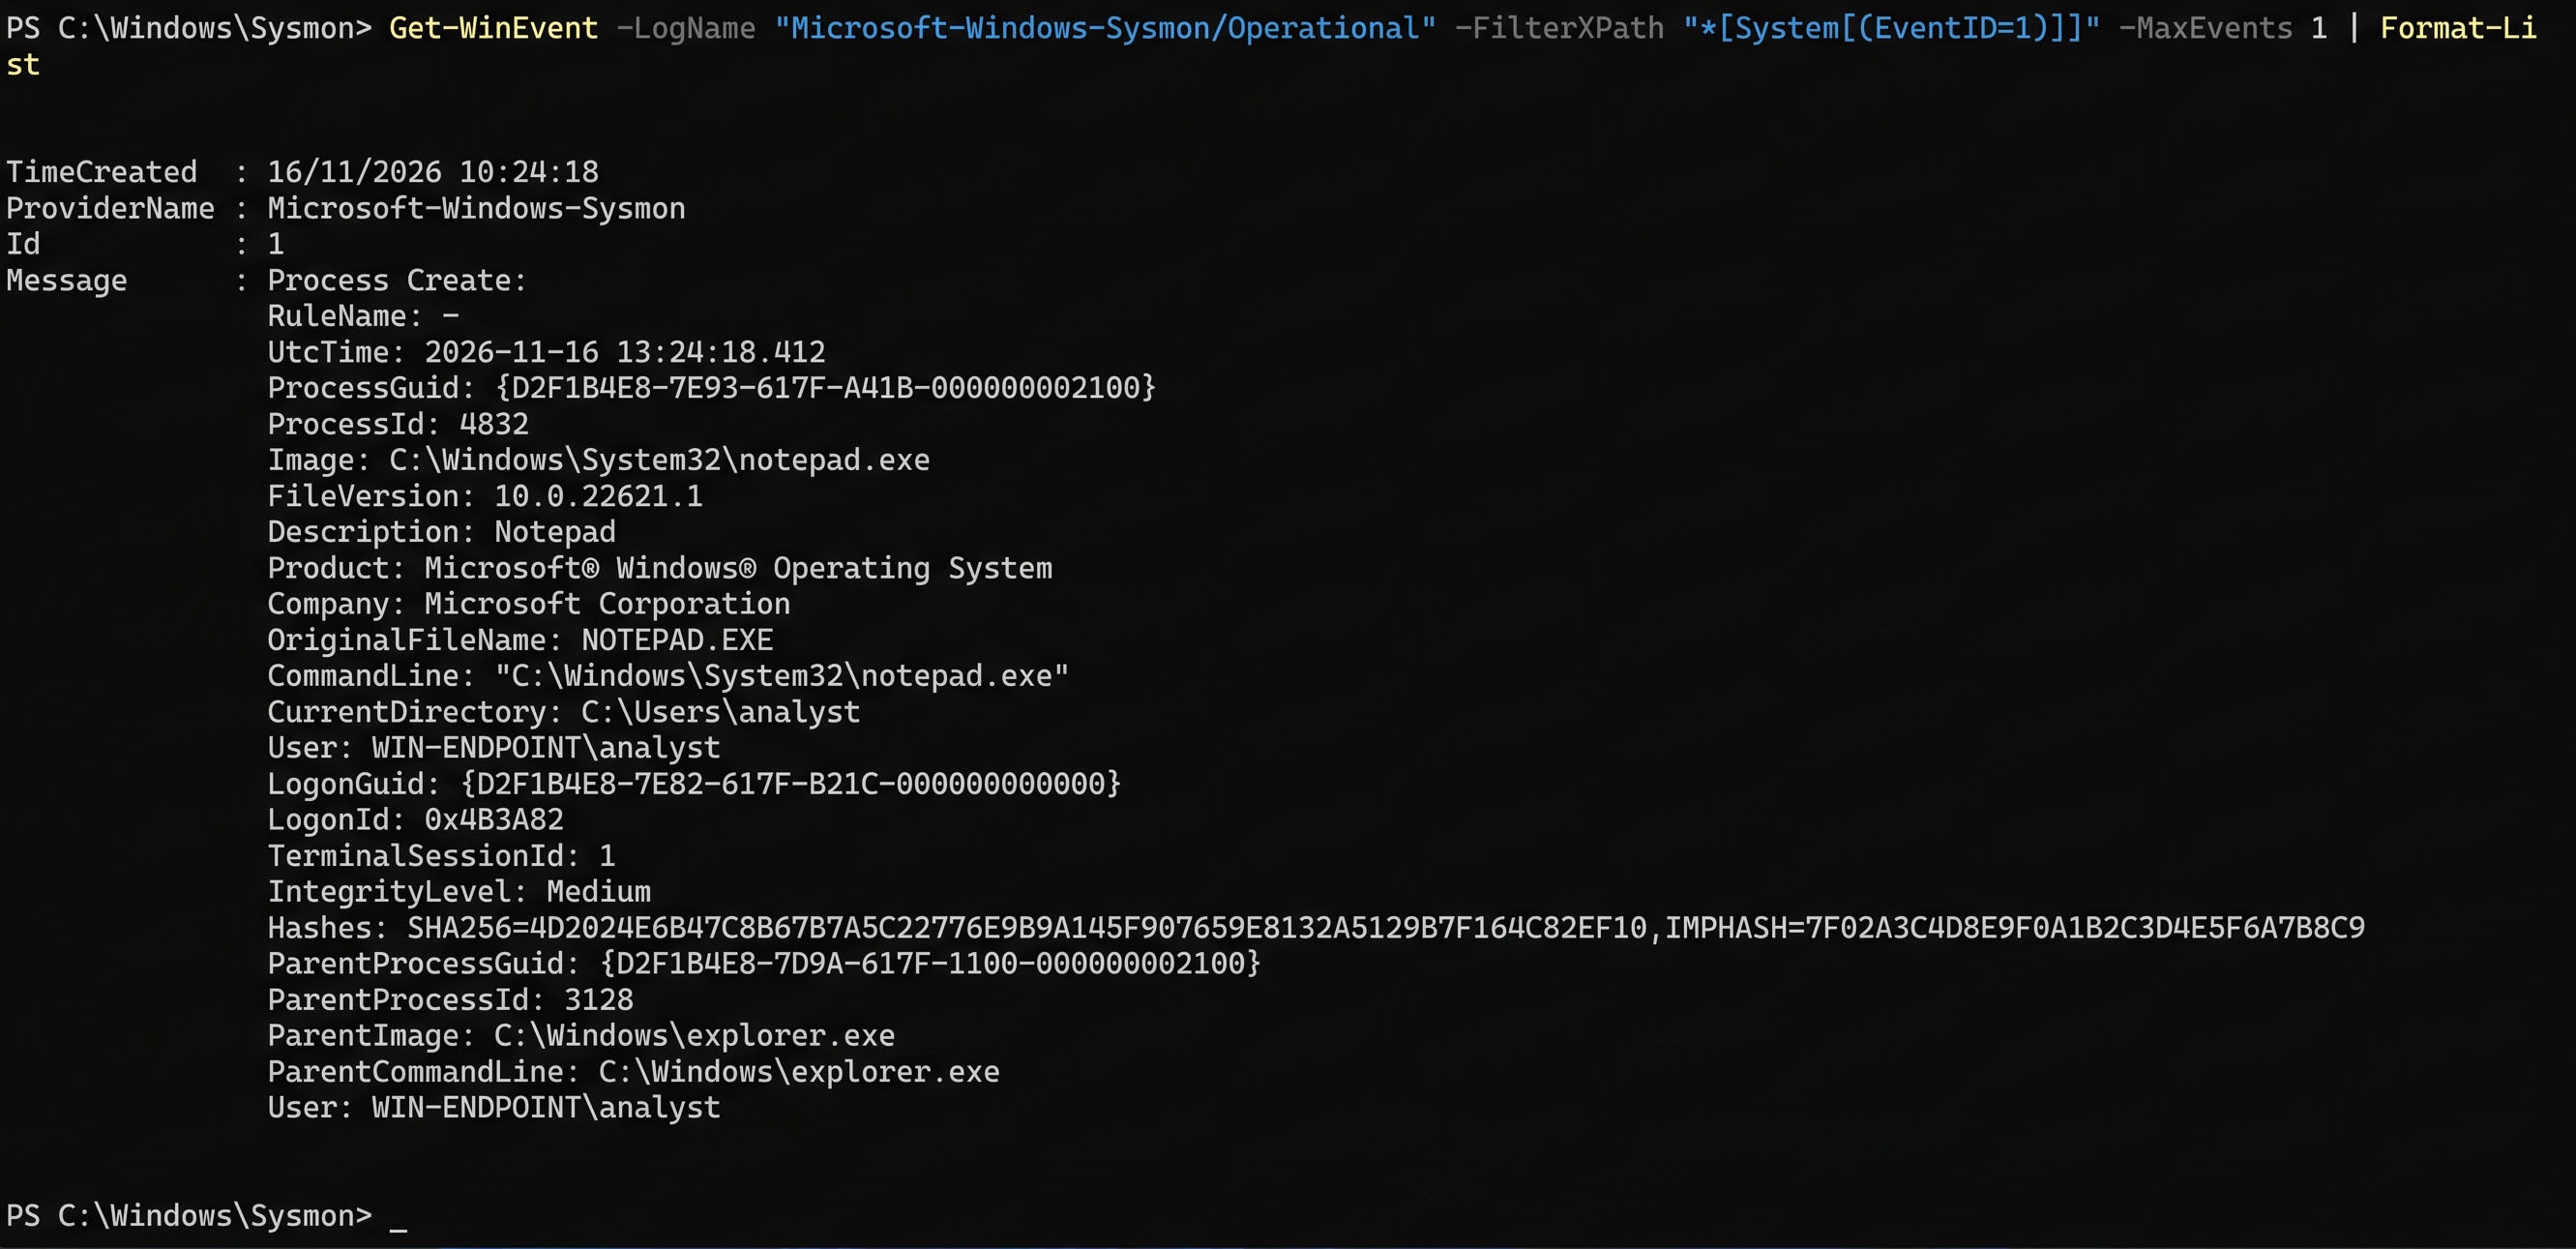 PS C:\Windows\Sysmon> Get-WinEvent -LogName "Microsoft-Windows-Sysmon/Operational" -FilterXPath "*[System[(EventID=1)]]" -MaxEvents 1 | Format-Li
st
TimeCreated  : 16/11/2026 10:24:18
ProviderName : Microsoft-Windows-Sysmon
Id           : 1
Message      : Process Create:
RuleName: -
UtcTime: 2026-11-16 13:24:18.412
ProcessGuid: {D2F1B4E8-7E93-617F-A41B-000000002100}
ProcessId: 4832
Image: C:\Windows\System32\notepad.exe
FileVersion: 10.0.22621.1
Description: Notepad
Product: Microsoft® Windows® Operating System
Company: Microsoft Corporation
OriginalFileName: NOTEPAD.EXE
CommandLine: "C:\Windows\System32\notepad.exe"
CurrentDirectory: C:\Users\analyst
User: WIN-ENDPOINT\analyst
LogonGuid: {D2F1B4E8-7E82-617F-B21C-000000000000}
LogonId: 0x4B3A82
TerminalSessionId: 1
IntegrityLevel: Medium
Hashes: SHA256=4D2024E6B47C8B67B7A5C22776E9B9A145F907659E8132A5129B7F164C82EF10,IMPHASH=7F02A3C4D8E9F0A1B2C3D4E5F6A7B8C9
ParentProcessGuid: {D2F1B4E8-7D9A-617F-1100-000000002100}
ParentProcessId: 3128
ParentImage: C:\Windows\explorer.exe
ParentCommandLine: C:\Windows\explorer.exe
User: WIN-ENDPOINT\analyst
PS C:\Windows\Sysmon> _